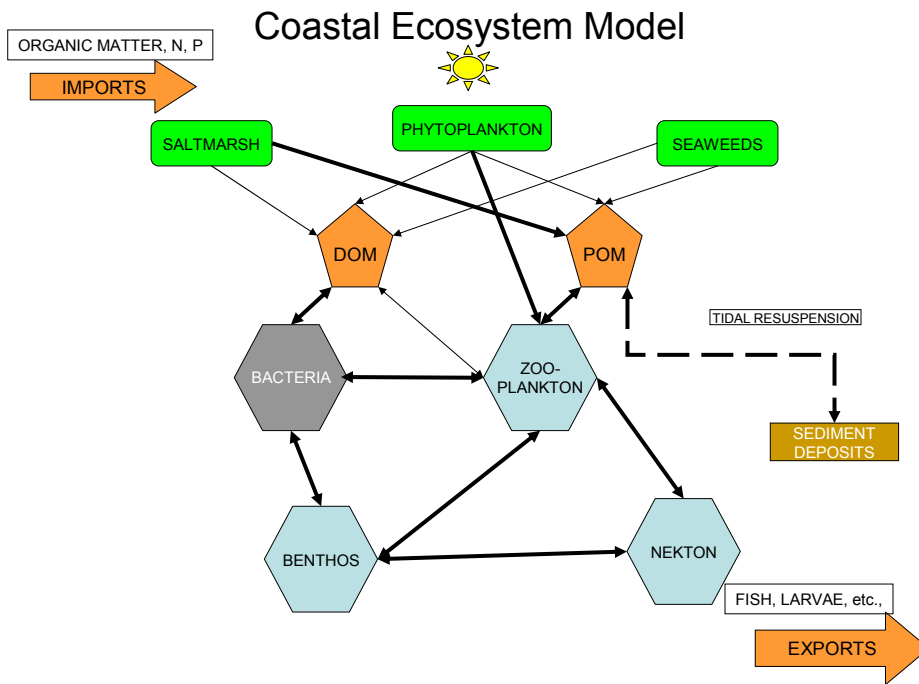 Coastal Ecosystem Model
ORGANIC MATTER, N, P
IMPORTS
PHYTOPLANKTON
SALTMARSH
SEAWEEDS
DOM
POM
TIDAL RESUSPENSION
BACTERIA
ZOO-
PLANKTON
SEDIMENT
DEPOSITS
BENTHOS
NEKTON
FISH, LARVAE, etc.,
EXPORTS